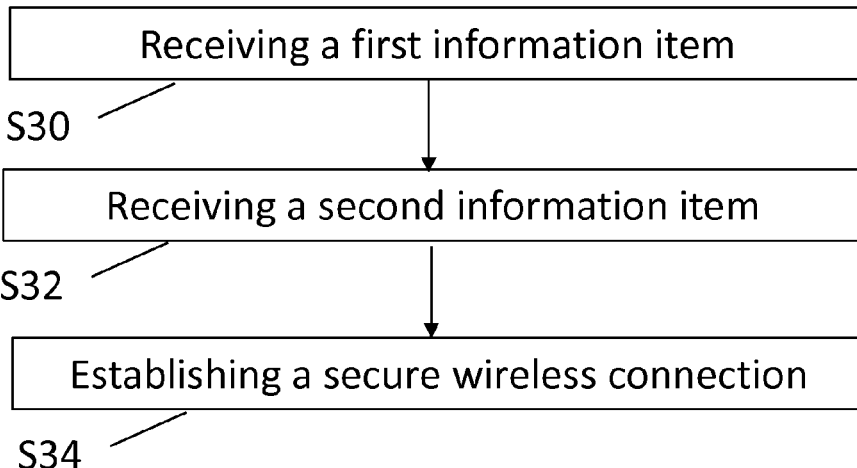 Receiving a first information item
S30
Receiving a second information item
S32
Establishing a secure wireless connection
S34